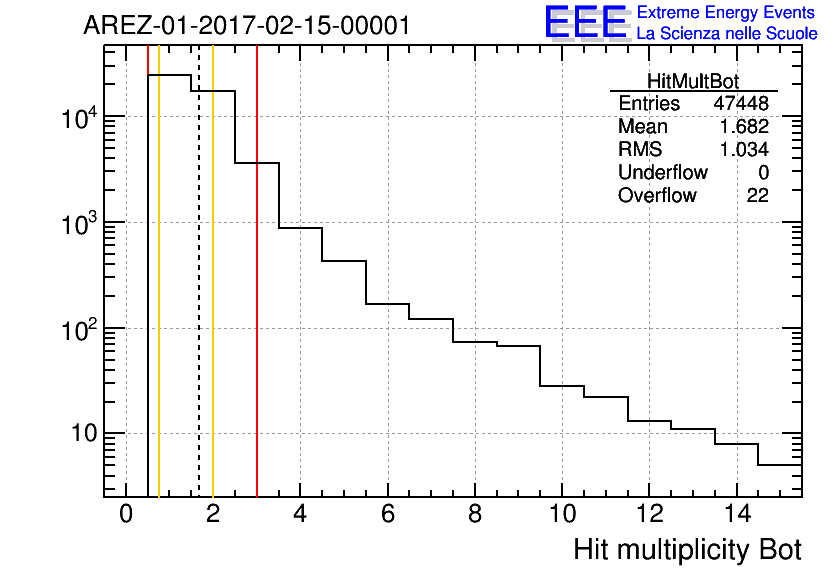 AREZ-01-2017-02-15-00001
EEE Extreme Energy Events
La Scienza nelle Scuole
HitMultBot
Entries 47448
Mean 1.682
RMS 1.034
Underflow 0
Overflow 22
10⁴
10³
10²
10
0 2 4 6 8 10 12 14
Hit multiplicity Bot